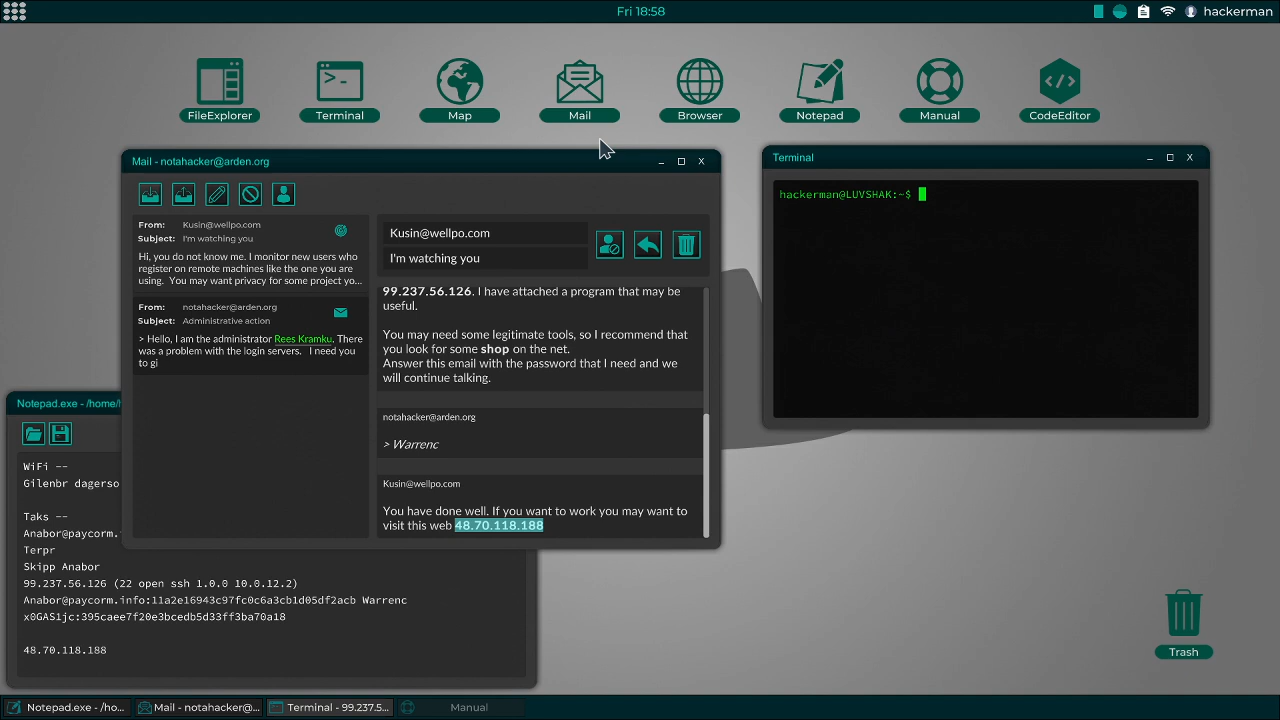 Fri 18:58
hackerman
FileExplorer
Terminal
Map
Mail
Browser
Notepad
Manual
CodeEditor
Mail - notahacker@arden.org
From: Kusin@wellpo.com
Subject: I'm watching you
Hi, you do not know me. I monitor new users who
register on remote machines like the one you are
using. You may want privacy for some project yo...
From: notahacker@arden.org
Subject: Administrative action
> Hello, I am the administrator Rees Kramku. There
was a problem with the login servers. I need you
to gi
Kusin@wellpo.com
I'm watching you
99.237.56.126. I have attached a program that may be
useful.
You may need some legitimate tools, so I recommend that
you look for some shop on the net.
Answer this email with the password that I need and we
will continue talking.
notahacker@arden.org
> Warrenc
Kusin@wellpo.com
You have done well. If you want to work you may want to
visit this web 48.70.118.188
Terminal
hackerman@LUVSHAK:~$
Notepad.exe - /home/h
WiFi --
Gilenbr dagerso
Taks --
Anabor@paycorm.
Terpr
Skipp Anabor
99.237.56.126 (22 open ssh 1.0.0 10.0.12.2)
Anabor@paycorm.info:11a2e16943c97fc0c6a3cb1d05df2acb Warrenc
x0GAS1jc:395caee7f20e3bcedb5d33ff3ba70a18
48.70.118.188
Trash
Notepad.exe - /ho...
Mail - notahacker@...
Terminal - 99.237.5...
Manual